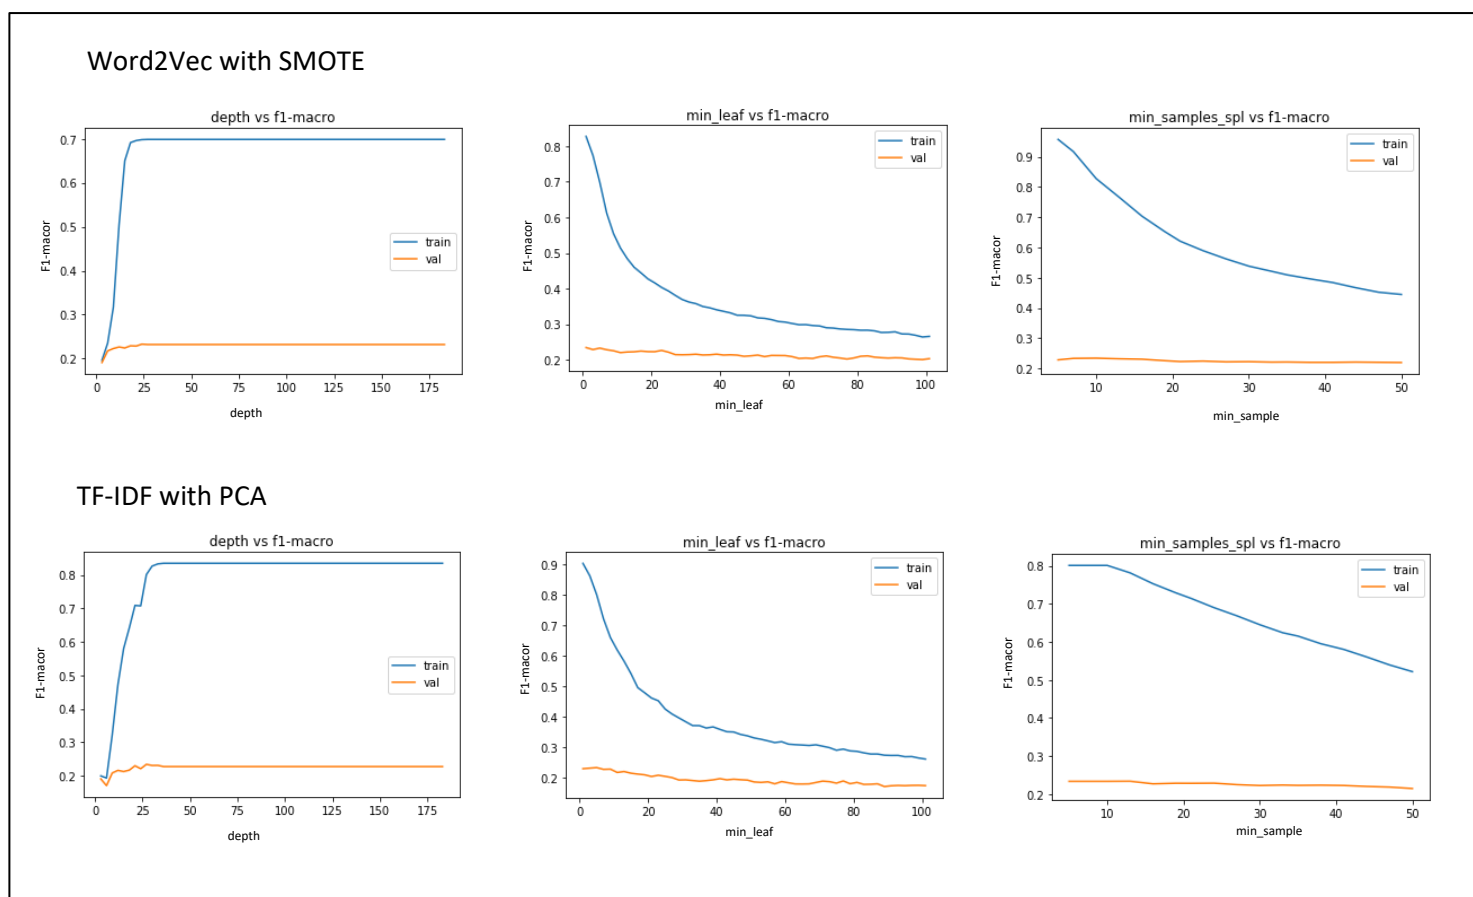 Word2Vec with SMOTE
depth vs f1-macro
0.7
0.6
0.5
0.4
0.3
0.2
F1-macor
train
val
0 25 50 75 100 125 150 175
depth
min_leaf vs f1-macro
0.8
0.7
0.6
0.5
0.4
0.3
0.2
F1-macor
train
val
0 20 40 60 80 100
min_leaf
min_samples_spl vs f1-macro
0.9
0.8
0.7
0.6
0.5
0.4
0.3
0.2
F1-macor
train
val
10 20 30 40 50
min_sample
TF-IDF with PCA
depth vs f1-macro
0.8
0.7
0.6
0.5
0.4
0.3
0.2
F1-macor
train
val
0 25 50 75 100 125 150 175
depth
min_leaf vs f1-macro
0.9
0.8
0.7
0.6
0.5
0.4
0.3
0.2
F1-macor
train
val
0 20 40 60 80 100
min_leaf
min_samples_spl vs f1-macro
0.8
0.7
0.6
0.5
0.4
0.3
0.2
F1-macor
train
val
10 20 30 40 50
min_sample